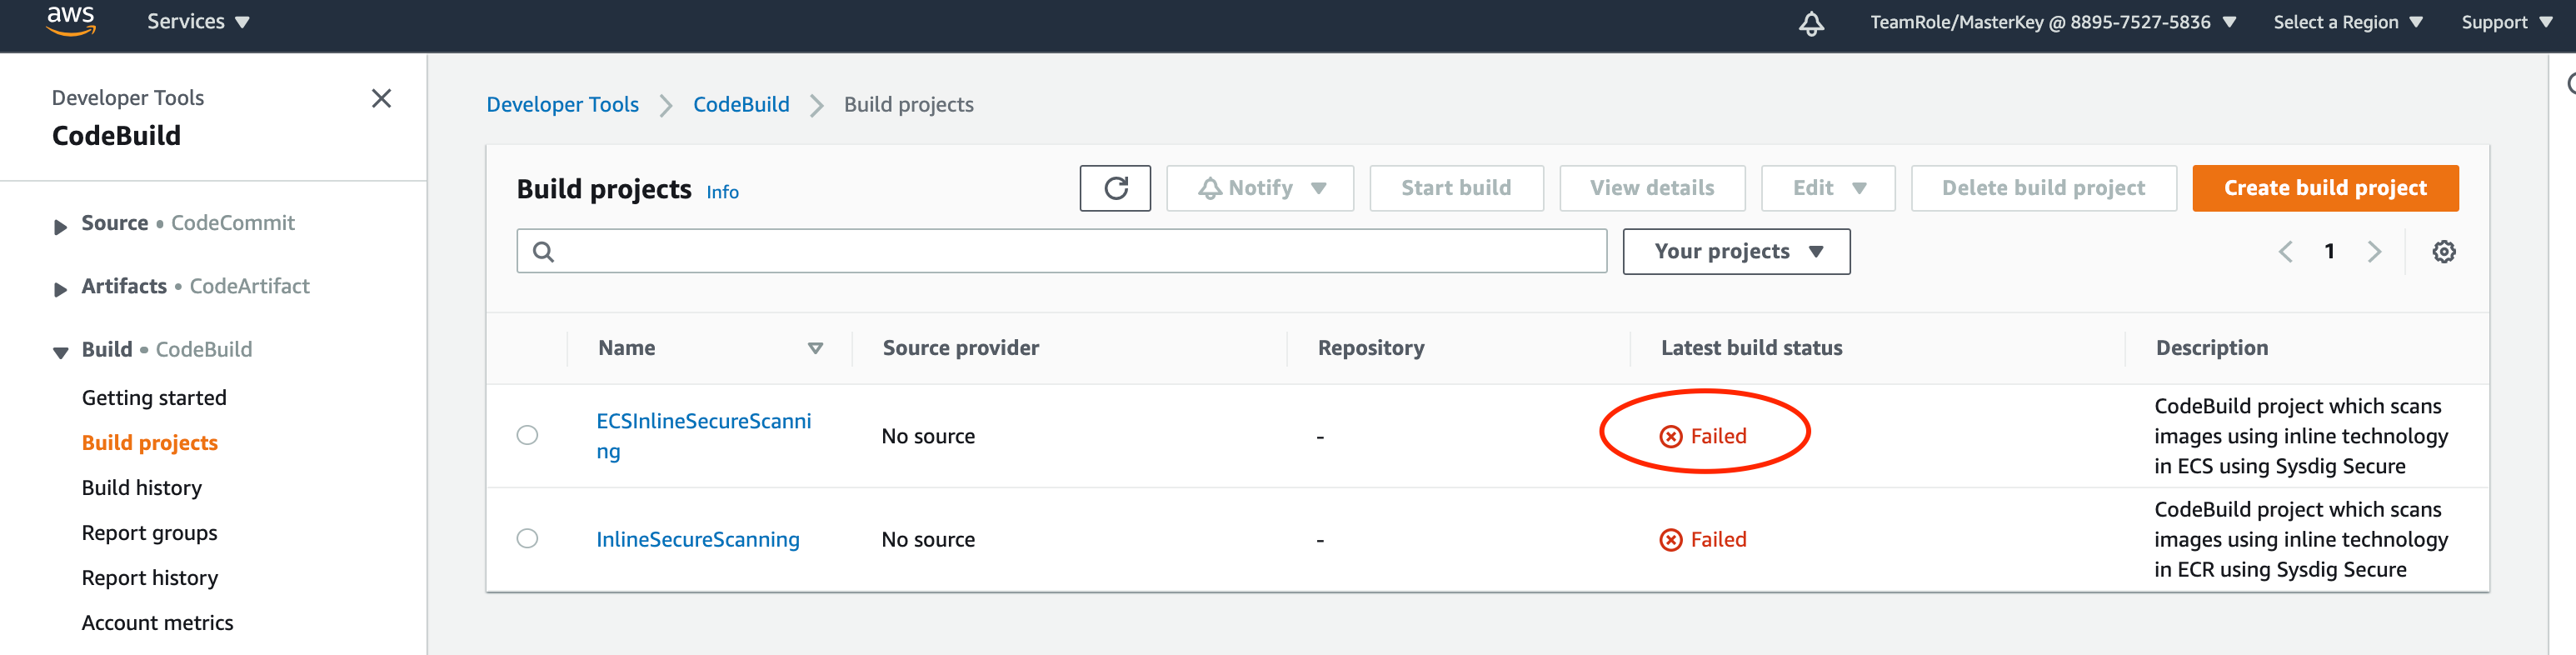 aws
Services
TeamRole/MasterKey @ 8895-7527-5836
Select a Region
Support
Developer Tools
CodeBuild
Source • CodeCommit
Artifacts • CodeArtifact
Build • CodeBuild
Getting started
Build projects
Build history
Report groups
Report history
Account metrics
Developer Tools
CodeBuild
Build projects
Build projects Info
Notify
Start build
View details
Edit
Delete build project
Create build project
Your projects
1
Name
Source provider
Repository
Latest build status
Description
ECSInlineSecureScanni
ng
No source
-
Failed
CodeBuild project which scans
images using inline technology
in ECS using Sysdig Secure
InlineSecureScanning
No source
-
Failed
CodeBuild project which scans
images using inline technology
in ECR using Sysdig Secure